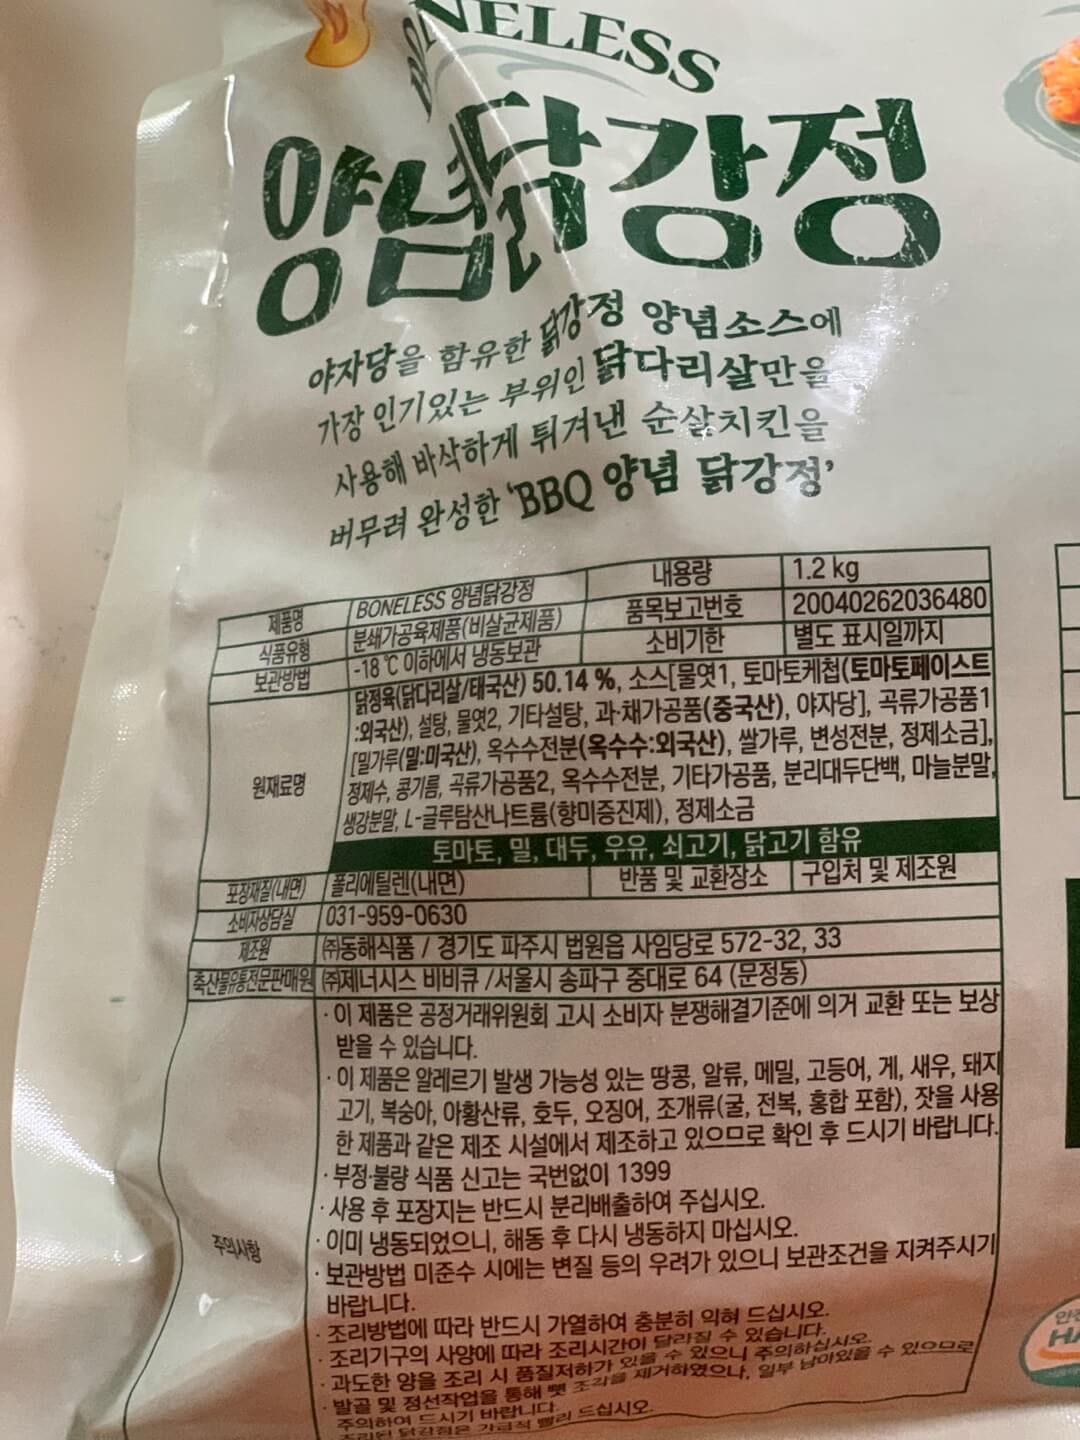 BONELESS
양념닭강정
야자당을 함유한 닭강정 양념소스에
가장 인기있는 부위인 닭다리살만을
사용해 바삭하게 튀겨낸 순살치킨을
버무려 완성한 'BBQ 양념 닭강정'
제품명 BONELESS 양념닭강정 내용량 1.2 kg
식품유형 분쇄가공육제품(비살균제품) 품목보고번호 20040262036480
보관방법 -18 ℃ 이하에서 냉동보관 소비기한 별도 표시일까지
원재료명
닭정육(닭다리살/태국산) 50.14 %, 소스[물엿1, 토마토케첩(토마토페이스트
:외국산), 설탕, 물엿2, 기타설탕, 과·채가공품(중국산), 야자당], 곡류가공품1
[밀가루(밀:미국산), 옥수수전분(옥수수:외국산), 쌀가루, 변성전분, 정제소금],
정제수, 콩기름, 곡류가공품2, 옥수수전분, 기타가공품, 분리대두단백, 마늘분말,
생강분말, L-글루탐산나트륨(향미증진제), 정제소금
토마토, 밀, 대두, 우유, 쇠고기, 닭고기 함유
포장재질(내면) 폴리에틸렌(내면) 반품 및 교환장소 구입처 및 제조원
소비자상담실 031-959-0630
제조원 ㈜동해식품 / 경기도 파주시 법원읍 사임당로 572-32, 33
축산물유통전문판매원 ㈜제너시스 비비큐 /서울시 송파구 중대로 64 (문정동)
주의사항
· 이 제품은 공정거래위원회 고시 소비자 분쟁해결기준에 의거 교환 또는 보상
받을 수 있습니다.
· 이 제품은 알레르기 발생 가능성 있는 땅콩, 알류, 메밀, 고등어, 게, 새우, 돼지
고기, 복숭아, 아황산류, 호두, 오징어, 조개류(굴, 전복, 홍합 포함), 잣을 사용
한 제품과 같은 제조 시설에서 제조하고 있으므로 확인 후 드시기 바랍니다.
· 부정·불량 식품 신고는 국번없이 1399
· 사용 후 포장지는 반드시 분리배출하여 주십시오.
· 이미 냉동되었으니, 해동 후 다시 냉동하지 마십시오.
· 보관방법 미준수 시에는 변질 등의 우려가 있으니 보관조건을 지켜주시기
바랍니다.
· 조리방법에 따라 반드시 가열하여 충분히 익혀 드십시오.
· 조리기구의 사양에 따라 조리시간이 달라질 수 있습니다.
· 과도한 양을 조리 시 품질저하가 있을 수 있으니 주의하십시오.
· 발골 및 정선작업을 통해 뼛 조각을 제거하였으나, 일부 남아있을 수 있으므로
주의하여 드시기 바랍니다.
· 조리된 닭강정은 가급적 빨리 드십시오.